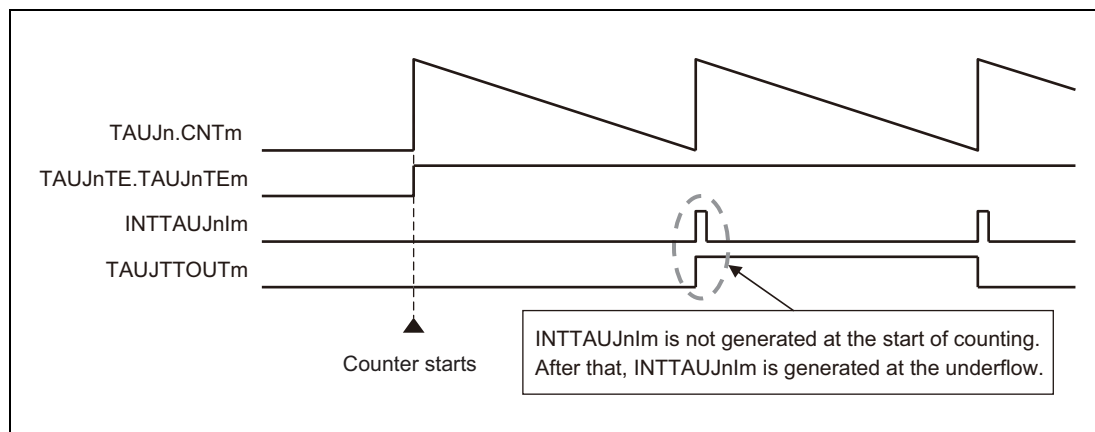 TAUJn.CNTm
TAUJnTE.TAUJnTEm
INTTAUJnIm
TAUJTTOUTm
Counter starts
INTTAUJnIm is not generated at the start of counting.
After that, INTTAUJnIm is generated at the underflow.